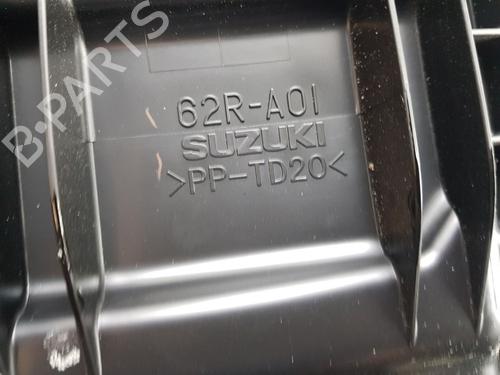 62R-A01
SUZUKI
>PP-TD20<
B-PARTS